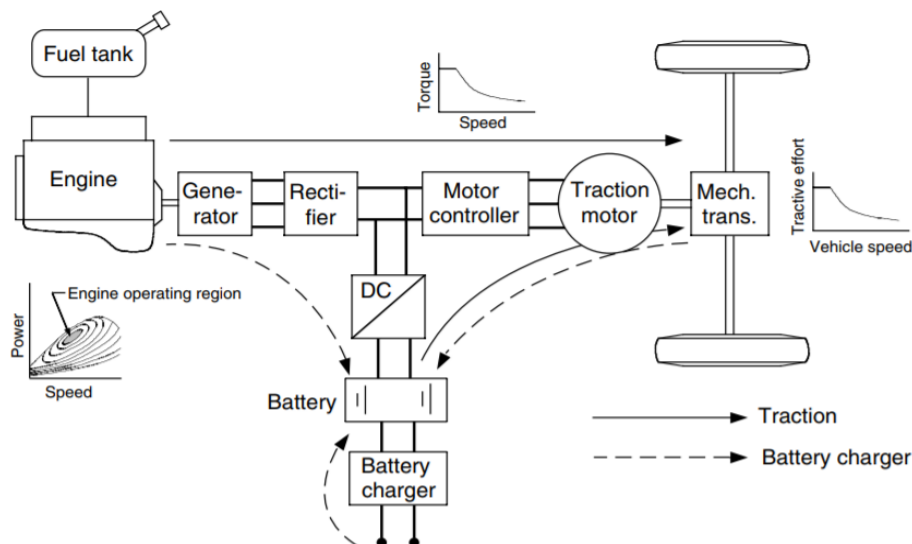 Fuel tank
Torque
Speed
Engine
Gene-
rator
Recti-
fier
Motor
controller
Traction
motor
Mech.
trans.
Tractive effort
Vehicle speed
DC
Engine operating region
Power
Speed
Battery
Traction
Battery charger
Battery
charger